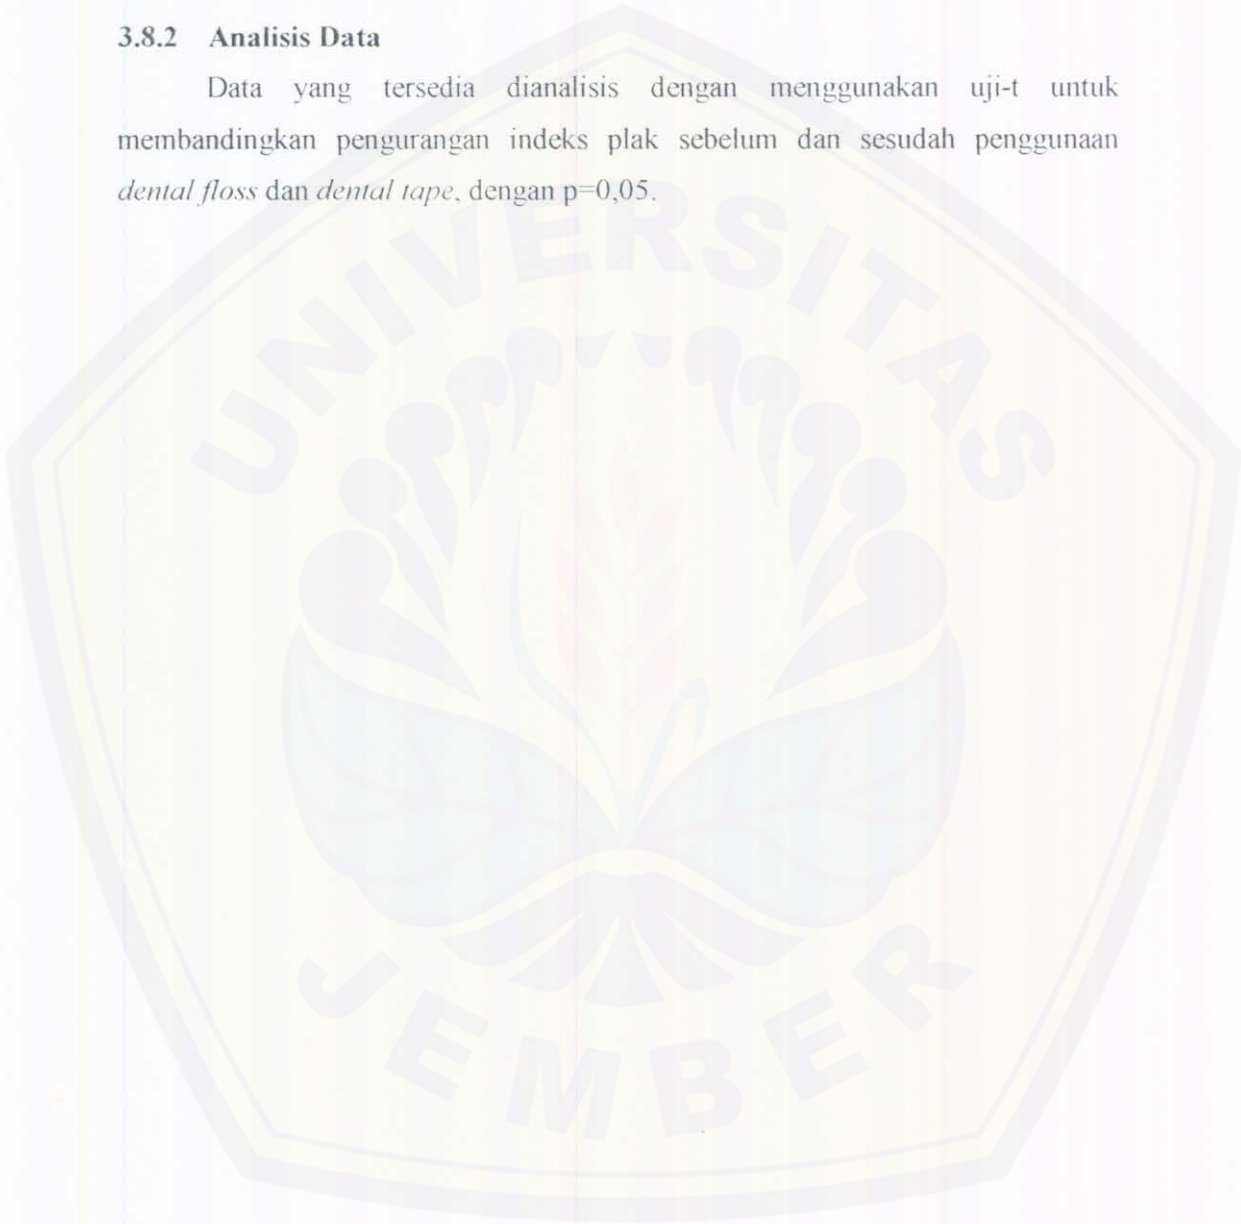 3.8.2 Analisis Data
Data yang tersedia dianalisis dengan menggunakan uji-t untuk
membandingkan pengurangan indeks plak sebelum dan sesudah penggunaan
dental floss dan dental tape, dengan p=0,05.
UNIVERSITAS
JEMBER